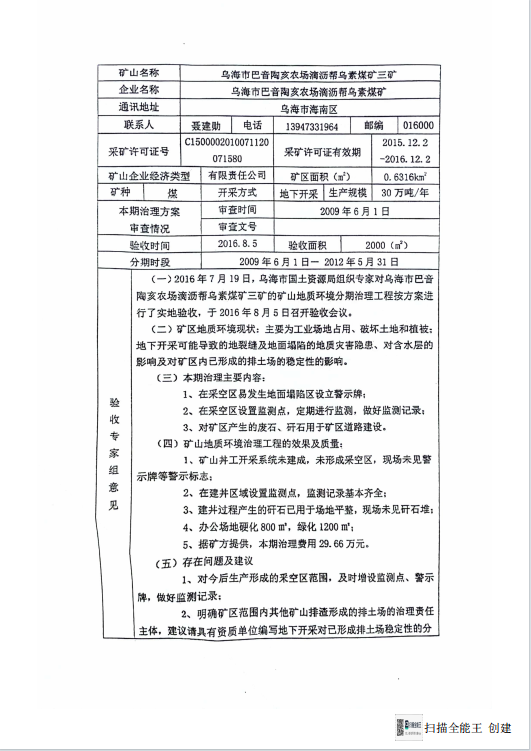 矿山名称 乌海市巴音陶亥农场滴沥帮乌素煤矿三矿
企业名称 乌海市巴音陶亥农场滴沥帮乌素煤矿
通讯地址 乌海市海南区
联系人 聂建勋 电话 13947331964 邮编 016000
采矿许可证号 C1500002010071120071580 采矿许可证有效期 2015.12.2-2016.12.2
矿山企业经济类型 有限责任公司 矿区面积（㎡） 0.6316km²
矿种 煤 开采方式 地下开采 生产规模 30万吨/年
本期治理方案审查情况 审查时间 2009年6月1日
审查文号
验收时间 2016.8.5 验收面积 2000（㎡）
分期时段 2009年6月1日— 2012年5月31日
验收专家组意见
（一）2016年7月19日，乌海市国土资源局组织专家对乌海市巴音
陶亥农场滴沥帮乌素煤矿三矿的矿山地质环境分期治理工程按方案进
行了实地验收，于2016年8月5日召开验收会议。
（二）矿区地质环境现状：主要为工业场地占用、破坏土地和植被；
地下开采可能导致的地裂缝及地面塌陷的地质灾害隐患、对含水层的
影响及对矿区内已形成的排土场的稳定性的影响。
（三）本期治理主要内容：
1、在采空区易发生地面塌陷区设立警示牌；
2、在采空区设置监测点，定期进行监测，做好监测记录；
3、对矿区产生的废石、矸石用于矿区道路建设。
（四）矿山地质环境治理工程的效果及质量：
1、矿山井工开采系统未建成，未形成采空区，现场未见警
示牌等警示标志；
2、在建井区域设置监测点，监测记录基本齐全；
3、建井过程产生的矸石已用于场地平整，现场未见矸石堆；
4、办公场地硬化800㎡，绿化1200㎡；
5、据矿方提供，本期治理费用29.66万元。
（五）存在问题及建议
1、对今后生产形成的采空区范围，及时增设监测点、警示
牌，做好监测记录；
2、明确矿区范围内其他矿山排渣形成的排土场的治理责任
主体，建议请具有资质单位编写地下开采对已形成排土场稳定性的分
扫描全能王 创建